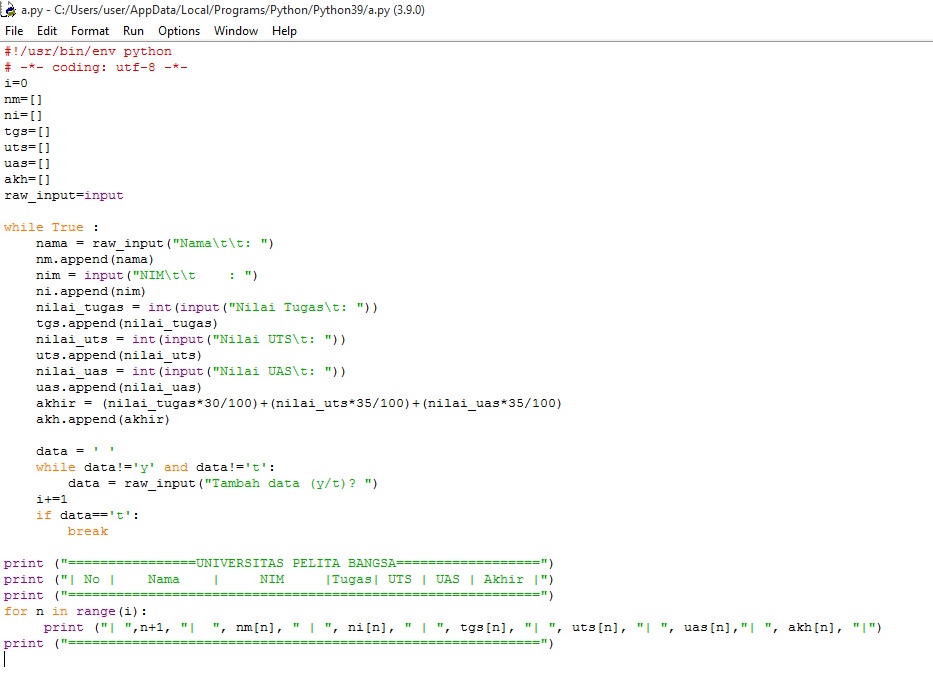 a.py - C:/Users/user/AppData/Local/Programs/Python/Python39/a.py (3.9.0)
File Edit Format Run Options Window Help
#!/usr/bin/env python
# -*- coding: utf-8 -*-
i=0
nm=[]
ni=[]
tgs=[]
uts=[]
uas=[]
akh=[]
raw_input=input

while True :
    nama = raw_input("Nama\t\t: ")
    nm.append(nama)
    nim = input("NIM\t\t    : ")
    ni.append(nim)
    nilai_tugas = int(input("Nilai Tugas\t: "))
    tgs.append(nilai_tugas)
    nilai_uts = int(input("Nilai UTS\t: "))
    uts.append(nilai_uts)
    nilai_uas = int(input("Nilai UAS\t: "))
    uas.append(nilai_uas)
    akhir = (nilai_tugas*30/100)+(nilai_uts*35/100)+(nilai_uas*35/100)
    akh.append(akhir)

    data = ' '
    while data!='y' and data!='t':
        data = raw_input("Tambah data (y/t)? ")
    i+=1
    if data=='t':
        break

print ("================UNIVERSITAS PELITA BANGSA==================")
print ("| No |    Nama    |     NIM     |Tugas| UTS | UAS | Akhir |")
print ("===========================================================")
for n in range(i):
     print ("| ",n+1, "|  ", nm[n], " | ", ni[n], " | ", tgs[n], "| ", uts[n], "| ", uas[n],"| ", akh[n], "|")
print ("===========================================================")